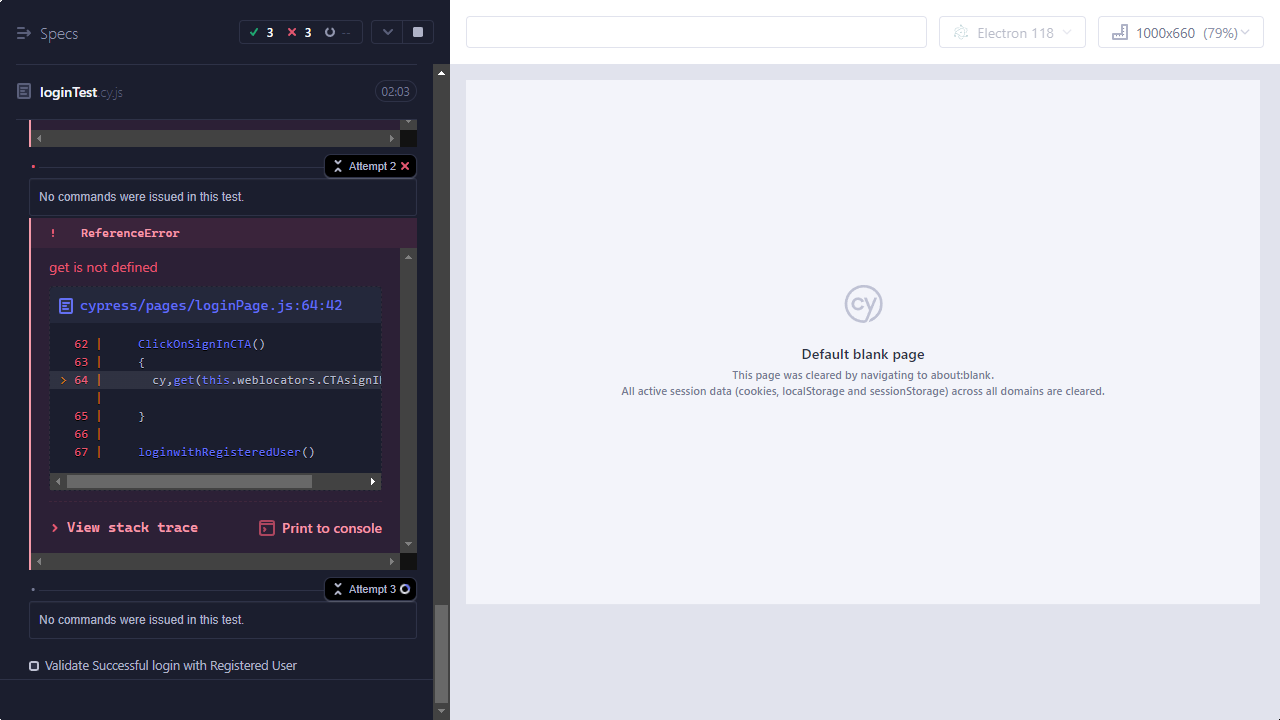 Specs
3 3 --
Electron 118
1000x660 (79%)
loginTest.cy.js
02:03
Attempt 2
No commands were issued in this test.
! ReferenceError
get is not defined
cypress/pages/loginPage.js:64:42
62 | ClickOnSignInCTA()
63 | {
> 64 | cy,get(this.weblocators.CTAsignI
|
65 | }
66 |
67 | loginwithRegisteredUser()
View stack trace
Print to console
Attempt 3
No commands were issued in this test.
Validate Successful login with Registered User
cy
Default blank page
This page was cleared by navigating to about:blank.
All active session data (cookies, localStorage and sessionStorage) across all domains are cleared.